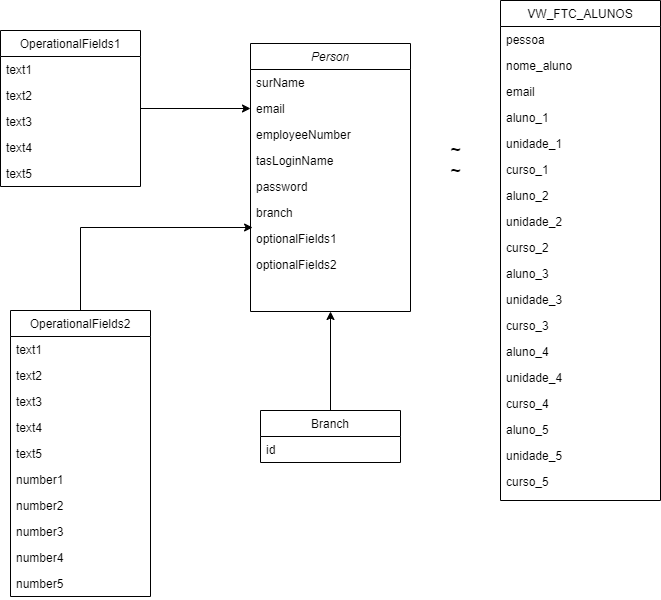 OperationalFields1
text1
text2
text3
text4
text5
Person
surName
email
employeeNumber
tasLoginName
password
branch
optionalFields1
optionalFields2
~
~
VW_FTC_ALUNOS
pessoa
nome_aluno
email
aluno_1
unidade_1
curso_1
aluno_2
unidade_2
curso_2
aluno_3
unidade_3
curso_3
aluno_4
unidade_4
curso_4
aluno_5
unidade_5
curso_5
OperationalFields2
text1
text2
text3
text4
text5
number1
number2
number3
number4
number5
Branch
id